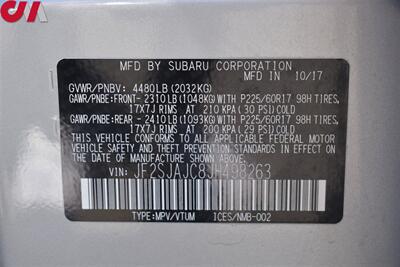 DIA
MFD BY SUBARU CORPORATION
MFD IN 10/17
GVWR/PNBV: 4480LB (2032KG)
GAWR/PNBE:FRONT- 2310LB (1048KG)WITH P225/60R17 98H TIRES,
17X7J RIMS AT 210 KPA (30 PSI)COLD
GAWR/PNBE:REAR - 2410LB (1093KG)WITH P225/60R17 98H TIRES,
17X7J RIMS AT 200 KPA (29 PSI)COLD
THIS VEHICLE CONFORMS TO ALL APPLICABLE FEDERAL MOTOR
VEHICLE SAFETY AND THEFT PREVENTION STANDARDS IN EFFECT
ON THE DATE OF MANUFACTURE SHOWN ABOVE.
VIN: JF2SJAJC8JH498263
TYPE:MPV/VTUM ICES/NMB-002